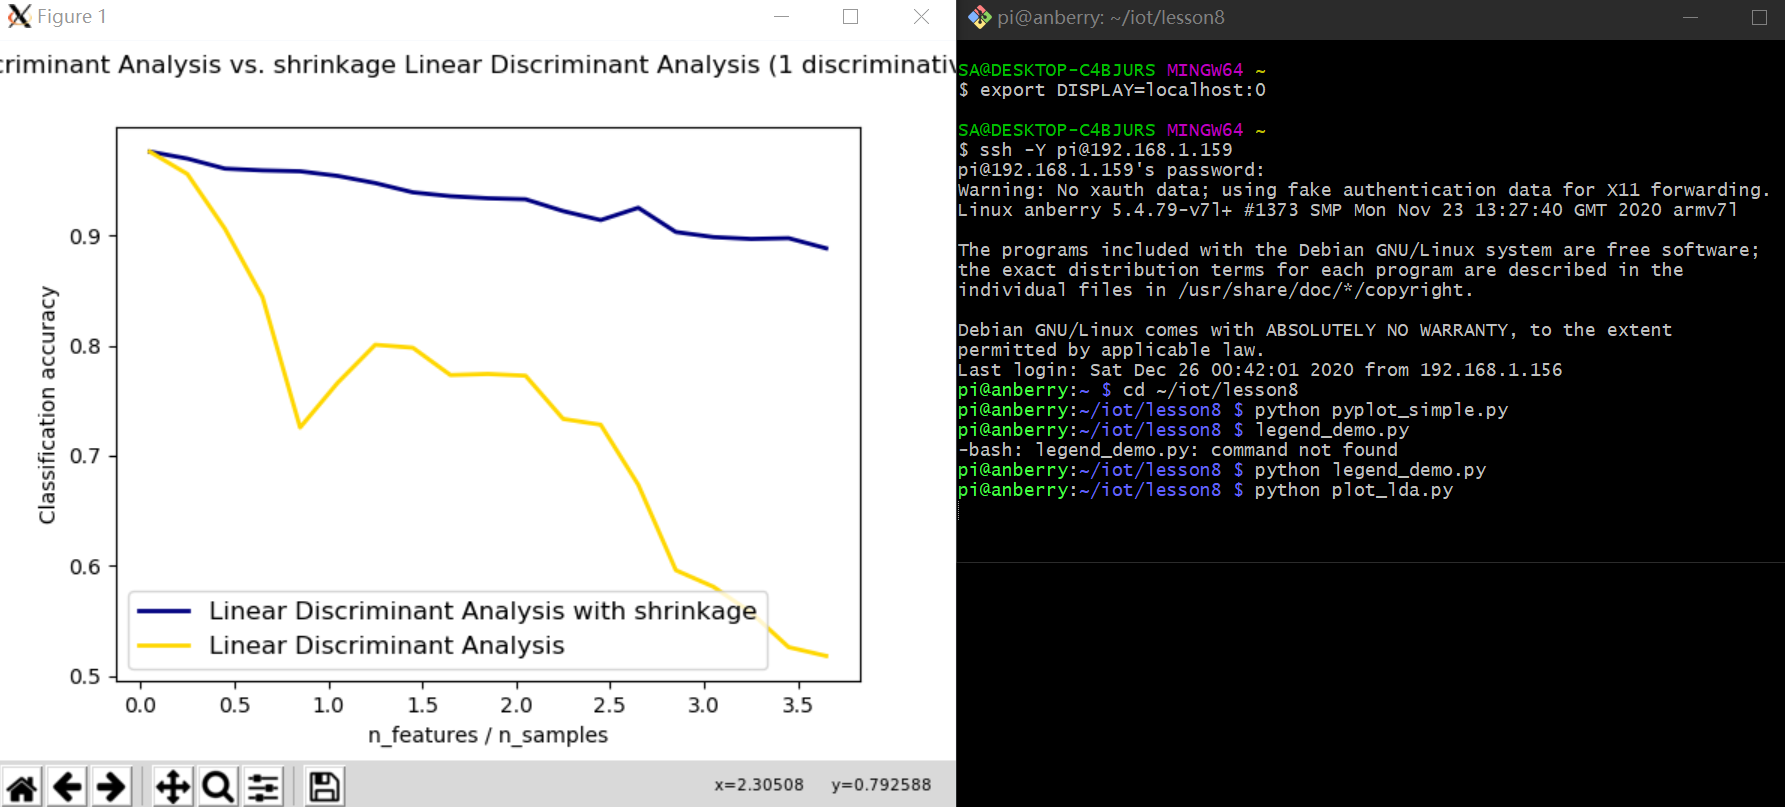 Figure 1
criminant Analysis vs. shrinkage Linear Discriminant Analysis (1 discriminativ
Classification accuracy
0.9
0.8
0.7
0.6
0.5
Linear Discriminant Analysis with shrinkage
Linear Discriminant Analysis
0.0 0.5 1.0 1.5 2.0 2.5 3.0 3.5
n_features / n_samples
x=2.30508 y=0.792588
pi@anberry: ~/iot/lesson8
SA@DESKTOP-C4BJURS MINGW64 ~
$ export DISPLAY=localhost:0
SA@DESKTOP-C4BJURS MINGW64 ~
$ ssh -Y pi@192.168.1.159
pi@192.168.1.159's password:
Warning: No xauth data; using fake authentication data for X11 forwarding.
Linux anberry 5.4.79-v7l+ #1373 SMP Mon Nov 23 13:27:40 GMT 2020 armv7l
The programs included with the Debian GNU/Linux system are free software;
the exact distribution terms for each program are described in the
individual files in /usr/share/doc/*/copyright.
Debian GNU/Linux comes with ABSOLUTELY NO WARRANTY, to the extent
permitted by applicable law.
Last login: Sat Dec 26 00:42:01 2020 from 192.168.1.156
pi@anberry:~ $ cd ~/iot/lesson8
pi@anberry:~/iot/lesson8 $ python pyplot_simple.py
pi@anberry:~/iot/lesson8 $ legend_demo.py
-bash: legend_demo.py: command not found
pi@anberry:~/iot/lesson8 $ python legend_demo.py
pi@anberry:~/iot/lesson8 $ python plot_lda.py